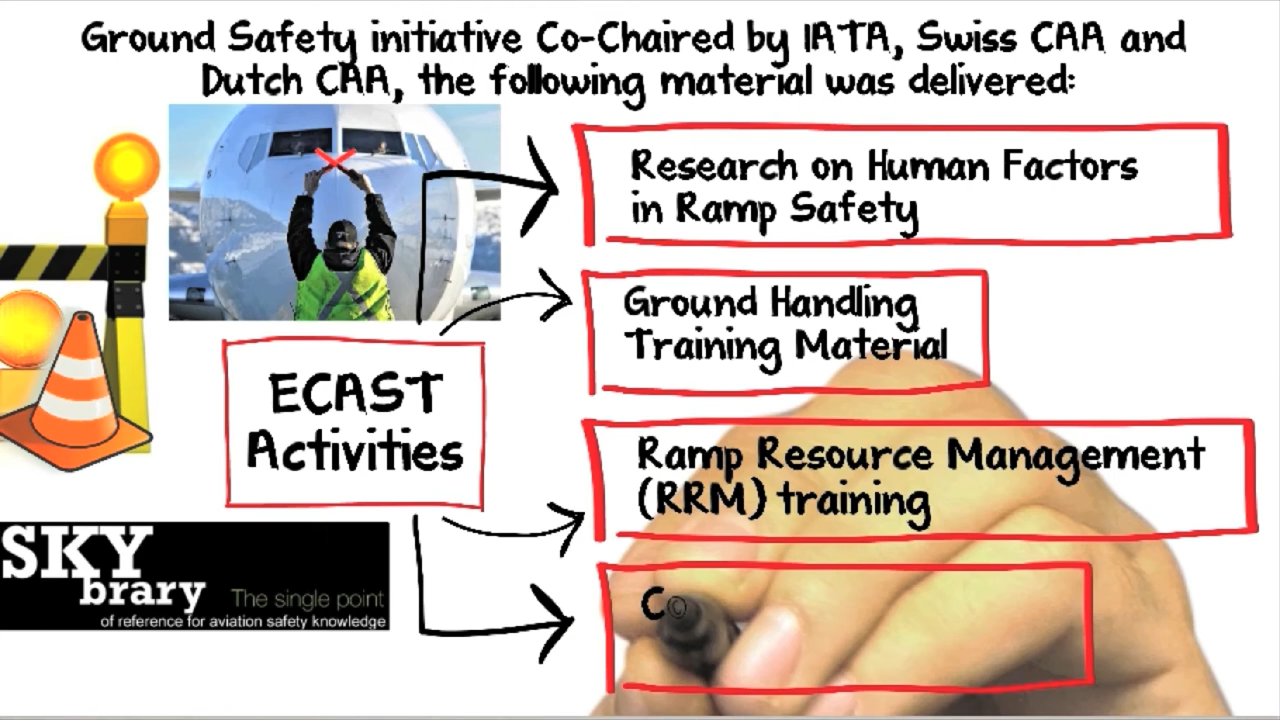 Ground Safety initiative Co-Chaired by IATA, Swiss CAA and
Dutch CAA, the following material was delivered:
Research on Human Factors
in Ramp Safety
Ground Handling
Training Material
ECAST
Activities
Ramp Resource Management
(RRM) training
SKY
brary The single point
of reference for aviation safety knowledge